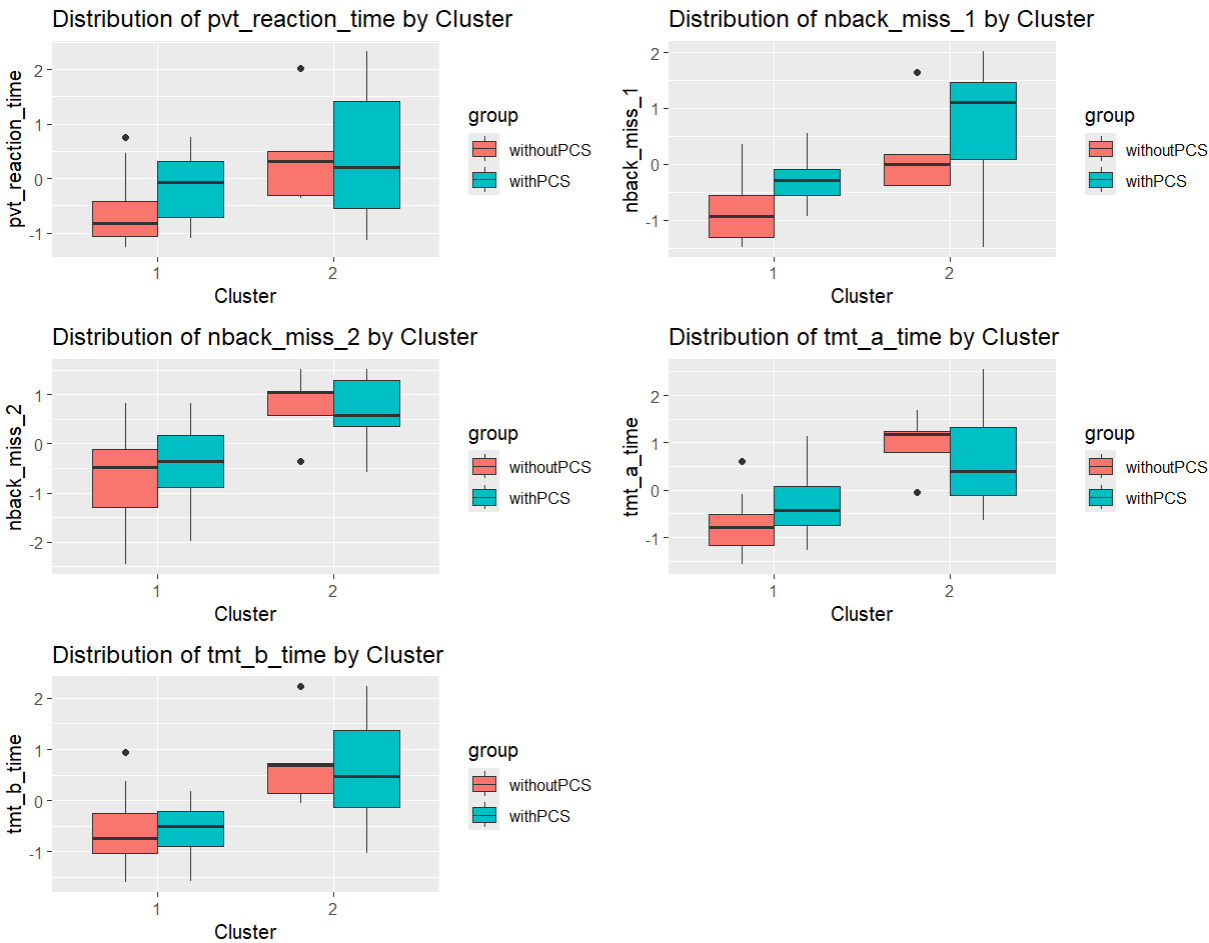 Distribution of pvt_reaction_time by Cluster
pvt_reaction_time
2
1
0
-1
1 2
Cluster
group
withoutPCS
withPCS
Distribution of nback_miss_1 by Cluster
nback_miss_1
2
1
0
-1
1 2
Cluster
group
withoutPCS
withPCS
Distribution of nback_miss_2 by Cluster
nback_miss_2
1
0
-1
-2
1 2
Cluster
group
withoutPCS
withPCS
Distribution of tmt_a_time by Cluster
tmt_a_time
2
1
0
-1
1 2
Cluster
group
withoutPCS
withPCS
Distribution of tmt_b_time by Cluster
tmt_b_time
2
1
0
-1
1 2
Cluster
group
withoutPCS
withPCS